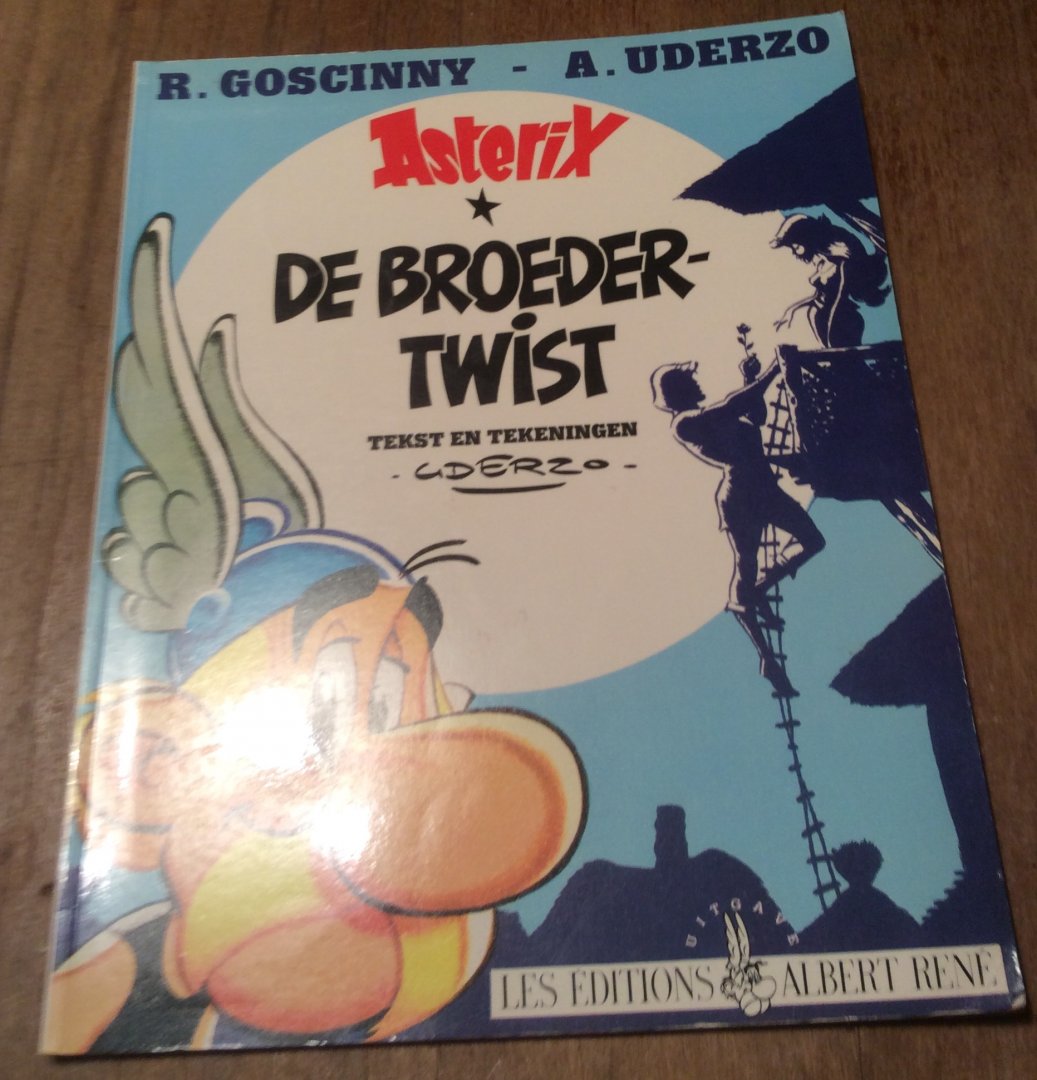 R. GOSCINNY - A. UDERZO
Asterix
DE BROEDER-
TWIST
TEKST EN TEKENINGEN
- UDERZO -
UITGAVE
LES ÉDITIONS ALBERT RENÉ